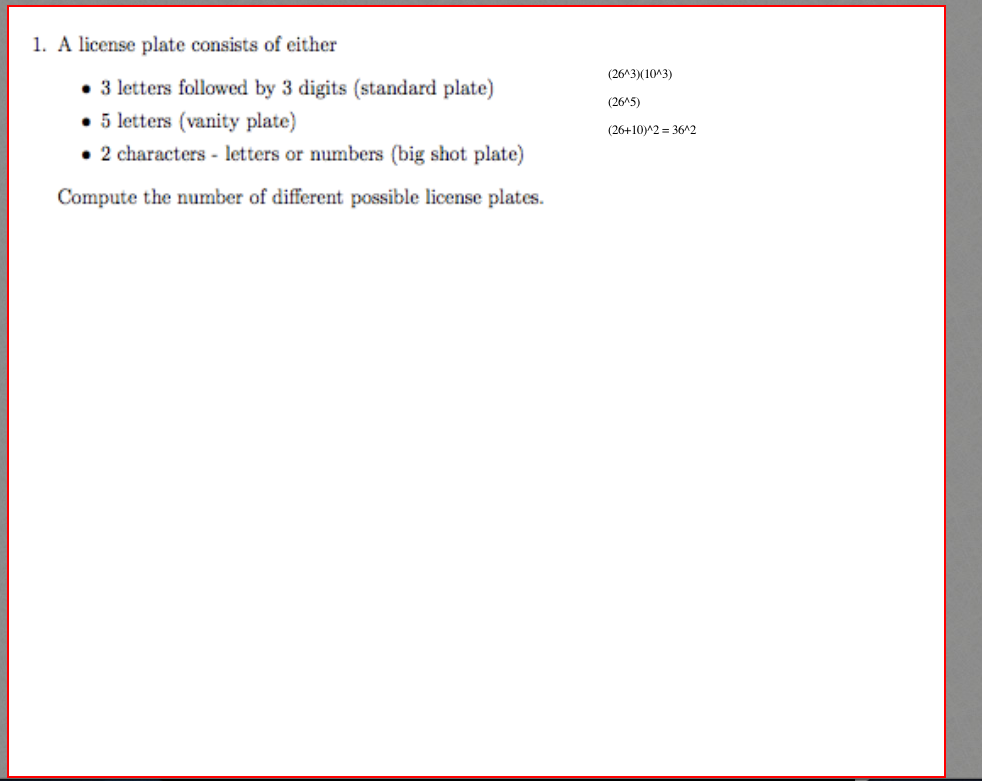 1. A license plate consists of either
• 3 letters followed by 3 digits (standard plate)
(26^3)(10^3)
• 5 letters (vanity plate)
(26^5)
• 2 characters - letters or numbers (big shot plate)
(26+10)^2 = 36^2
Compute the number of different possible license plates.